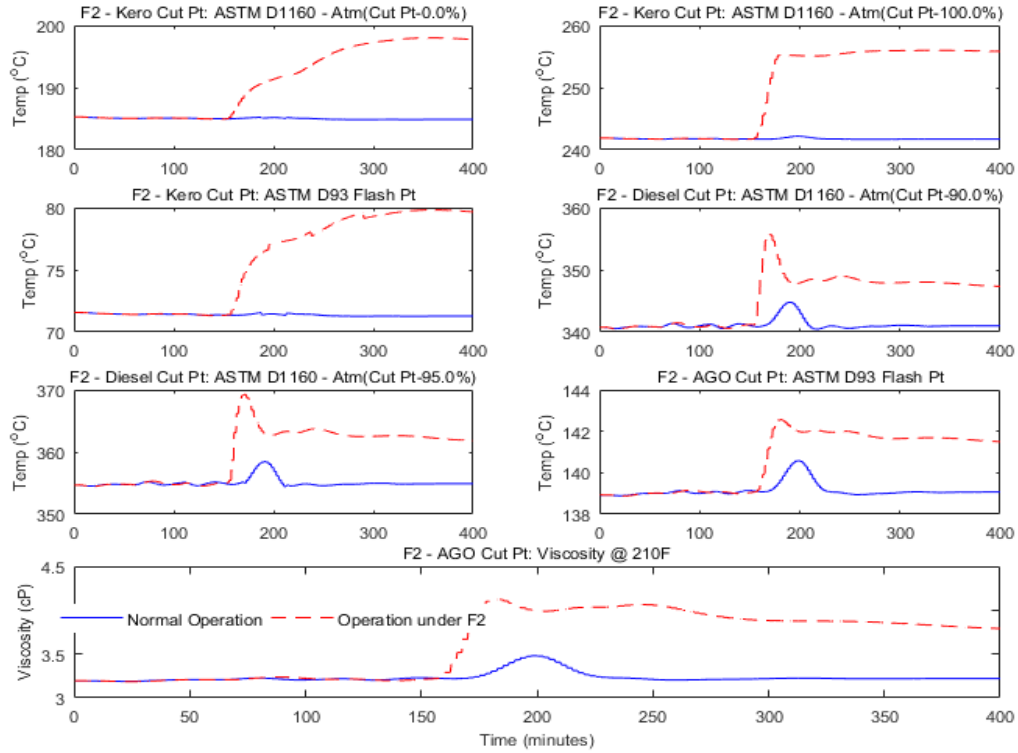 F2 - Kero Cut Pt: ASTM D1160 - Atm(Cut Pt-0.0%)
F2 - Kero Cut Pt: ASTM D1160 - Atm(Cut Pt-100.0%)
200
190
180
Temp (°C)
0 100 200 300 400
260
250
240
Temp (°C)
0 100 200 300 400
F2 - Kero Cut Pt: ASTM D93 Flash Pt
F2 - Diesel Cut Pt: ASTM D1160 - Atm(Cut Pt-90.0%)
80
75
70
Temp (°C)
0 100 200 300 400
360
350
340
Temp (°C)
0 100 200 300 400
F2 - Diesel Cut Pt: ASTM D1160 - Atm(Cut Pt-95.0%)
F2 - AGO Cut Pt: ASTM D93 Flash Pt
370
360
350
Temp (°C)
0 100 200 300 400
144
142
140
138
Temp (°C)
0 100 200 300 400
F2 - AGO Cut Pt: Viscosity @ 210F
4.5
3.5
3
Viscosity (cP)
Normal Operation
Operation under F2
0 50 100 150 200 250 300 350 400
Time (minutes)